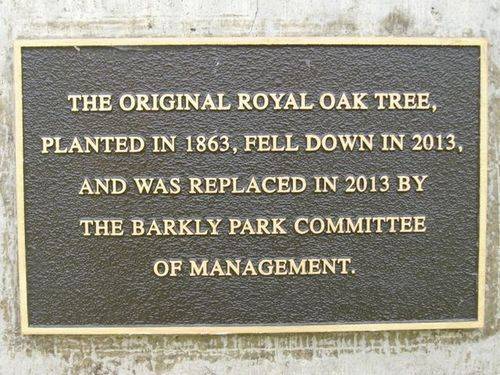 THE ORIGINAL ROYAL OAK TREE,
PLANTED IN 1863, FELL DOWN IN 2013,
AND WAS REPLACED IN 2013 BY
THE BARKLY PARK COMMITTEE
OF MANAGEMENT.